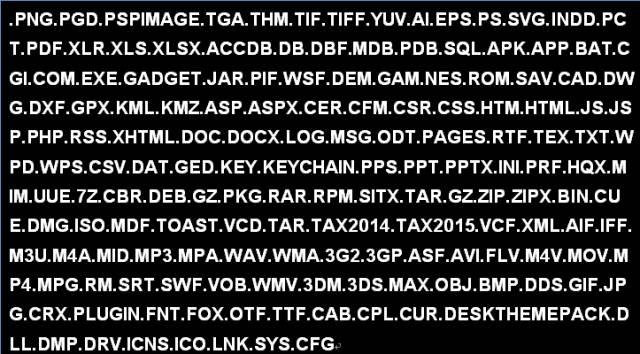 .PNG.PGD.PSPIMAGE.TGA.THM.TIF.TIFF.YUV.AI.EPS.PS.SVG.INDD.PC
T.PDF.XLR.XLS.XLSX.ACCDB.DB.DBF.MDB.PDB.SQL.APK.APP.BAT.C
GI.COM.EXE.GADGET.JAR.PIF.WSF.DEM.GAM.NES.ROM.SAV.CAD.DW
G.DXF.GPX.KML.KMZ.ASP.ASPX.CER.CFM.CSR.CSS.HTM.HTML.JS.JS
P.PHP.RSS.XHTML.DOC.DOCX.LOG.MSG.ODT.PAGES.RTF.TEX.TXT.W
PD.WPS.CSV.DAT.GED.KEY.KEYCHAIN.PPS.PPT.PPTX.INI.PRF.HQX.M
IM.UUE.7Z.CBR.DEB.GZ.PKG.RAR.RPM.SITX.TAR.GZ.ZIP.ZIPX.BIN.CU
E.DMG.ISO.MDF.TOAST.VCD.TAR.TAX2014.TAX2015.VCF.XML.AIF.IFF.
M3U.M4A.MID.MP3.MPA.WAV.WMA.3G2.3GP.ASF.AVI.FLV.M4V.MOV.M
P4.MPG.RM.SRT.SWF.VOB.WMV.3DM.3DS.MAX.OBJ.BMP.DDS.GIF.JP
G.CRX.PLUGIN.FNT.FOX.OTF.TTF.CAB.CPL.CUR.DESKTHEMEPACK.D
LL.DMP.DRV.ICNS.ICO.LNK.SYS.CFG